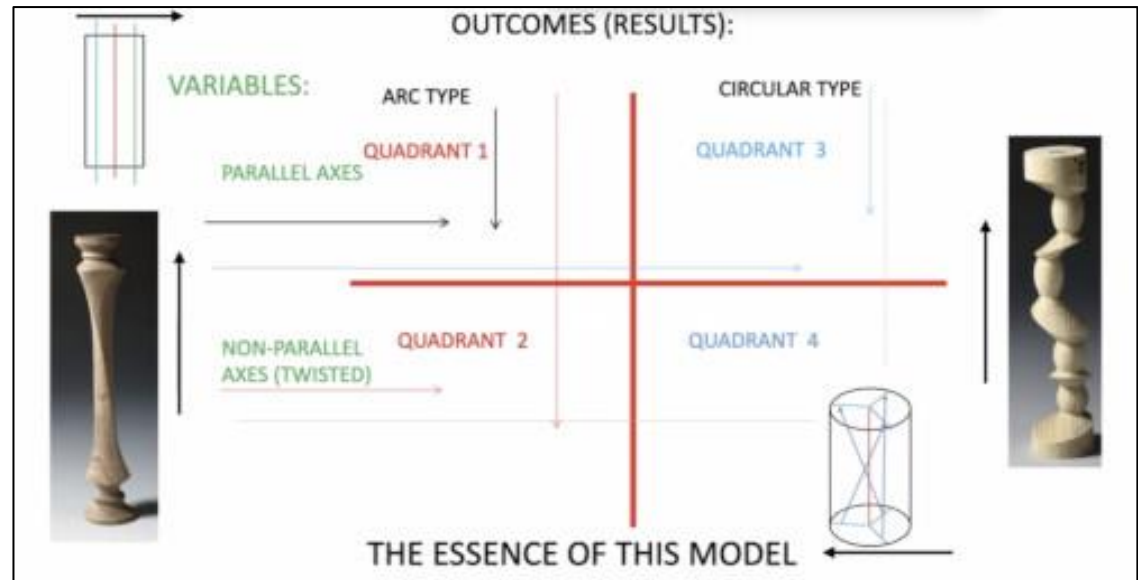 OUTCOMES (RESULTS):
VARIABLES:
ARC TYPE
CIRCULAR TYPE
QUADRANT 1
QUADRANT 3
PARALLEL AXES
NON-PARALLEL
AXES (TWISTED)
QUADRANT 2
QUADRANT 4
THE ESSENCE OF THIS MODEL